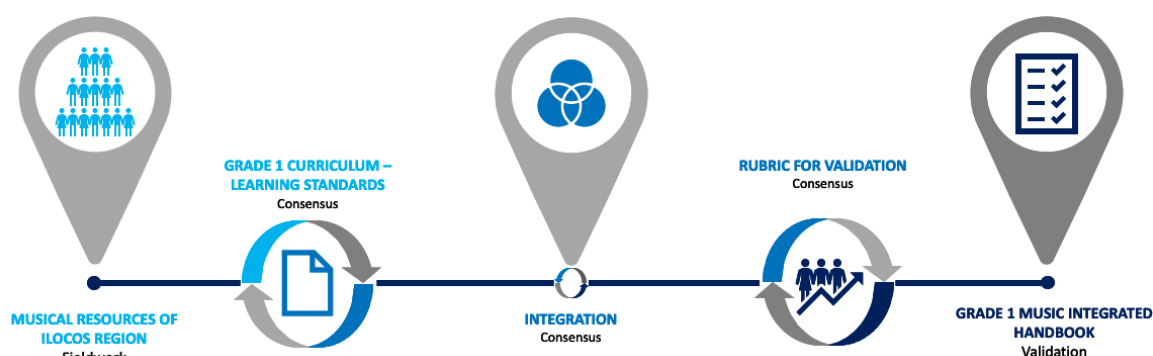 MUSICAL RESOURCES OF
ILOCOS REGION
Fieldwork
GRADE 1 CURRICULUM –
LEARNING STANDARDS
Consensus
INTEGRATION
Consensus
RUBRIC FOR VALIDATION
Consensus
GRADE 1 MUSIC INTEGRATED
HANDBOOK
Validation